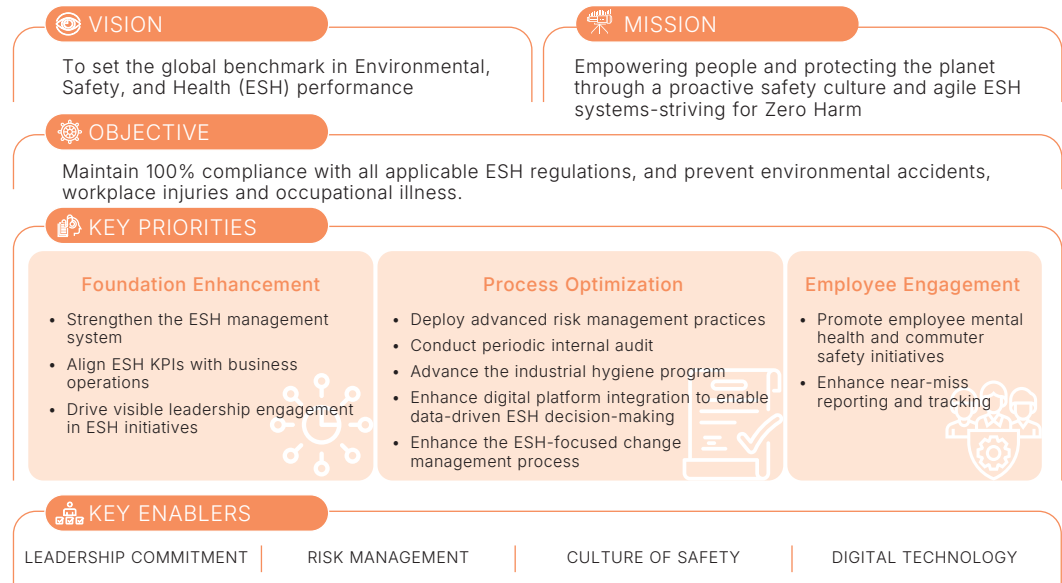 VISION
To set the global benchmark in Environmental,
Safety, and Health (ESH) performance
MISSION
Empowering people and protecting the planet
through a proactive safety culture and agile ESH
systems-striving for Zero Harm
OBJECTIVE
Maintain 100% compliance with all applicable ESH regulations, and prevent environmental accidents,
workplace injuries and occupational illness.
KEY PRIORITIES
Foundation Enhancement
• Strengthen the ESH management
system
• Align ESH KPIs with business
operations
• Drive visible leadership engagement
in ESH initiatives
Process Optimization
• Deploy advanced risk management practices
• Conduct periodic internal audit
• Advance the industrial hygiene program
• Enhance digital platform integration to enable
data-driven ESH decision-making
• Enhance the ESH-focused change
management process
Employee Engagement
• Promote employee mental
health and commuter
safety initiatives
• Enhance near-miss
reporting and tracking
KEY ENABLERS
LEADERSHIP COMMITMENT
RISK MANAGEMENT
CULTURE OF SAFETY
DIGITAL TECHNOLOGY